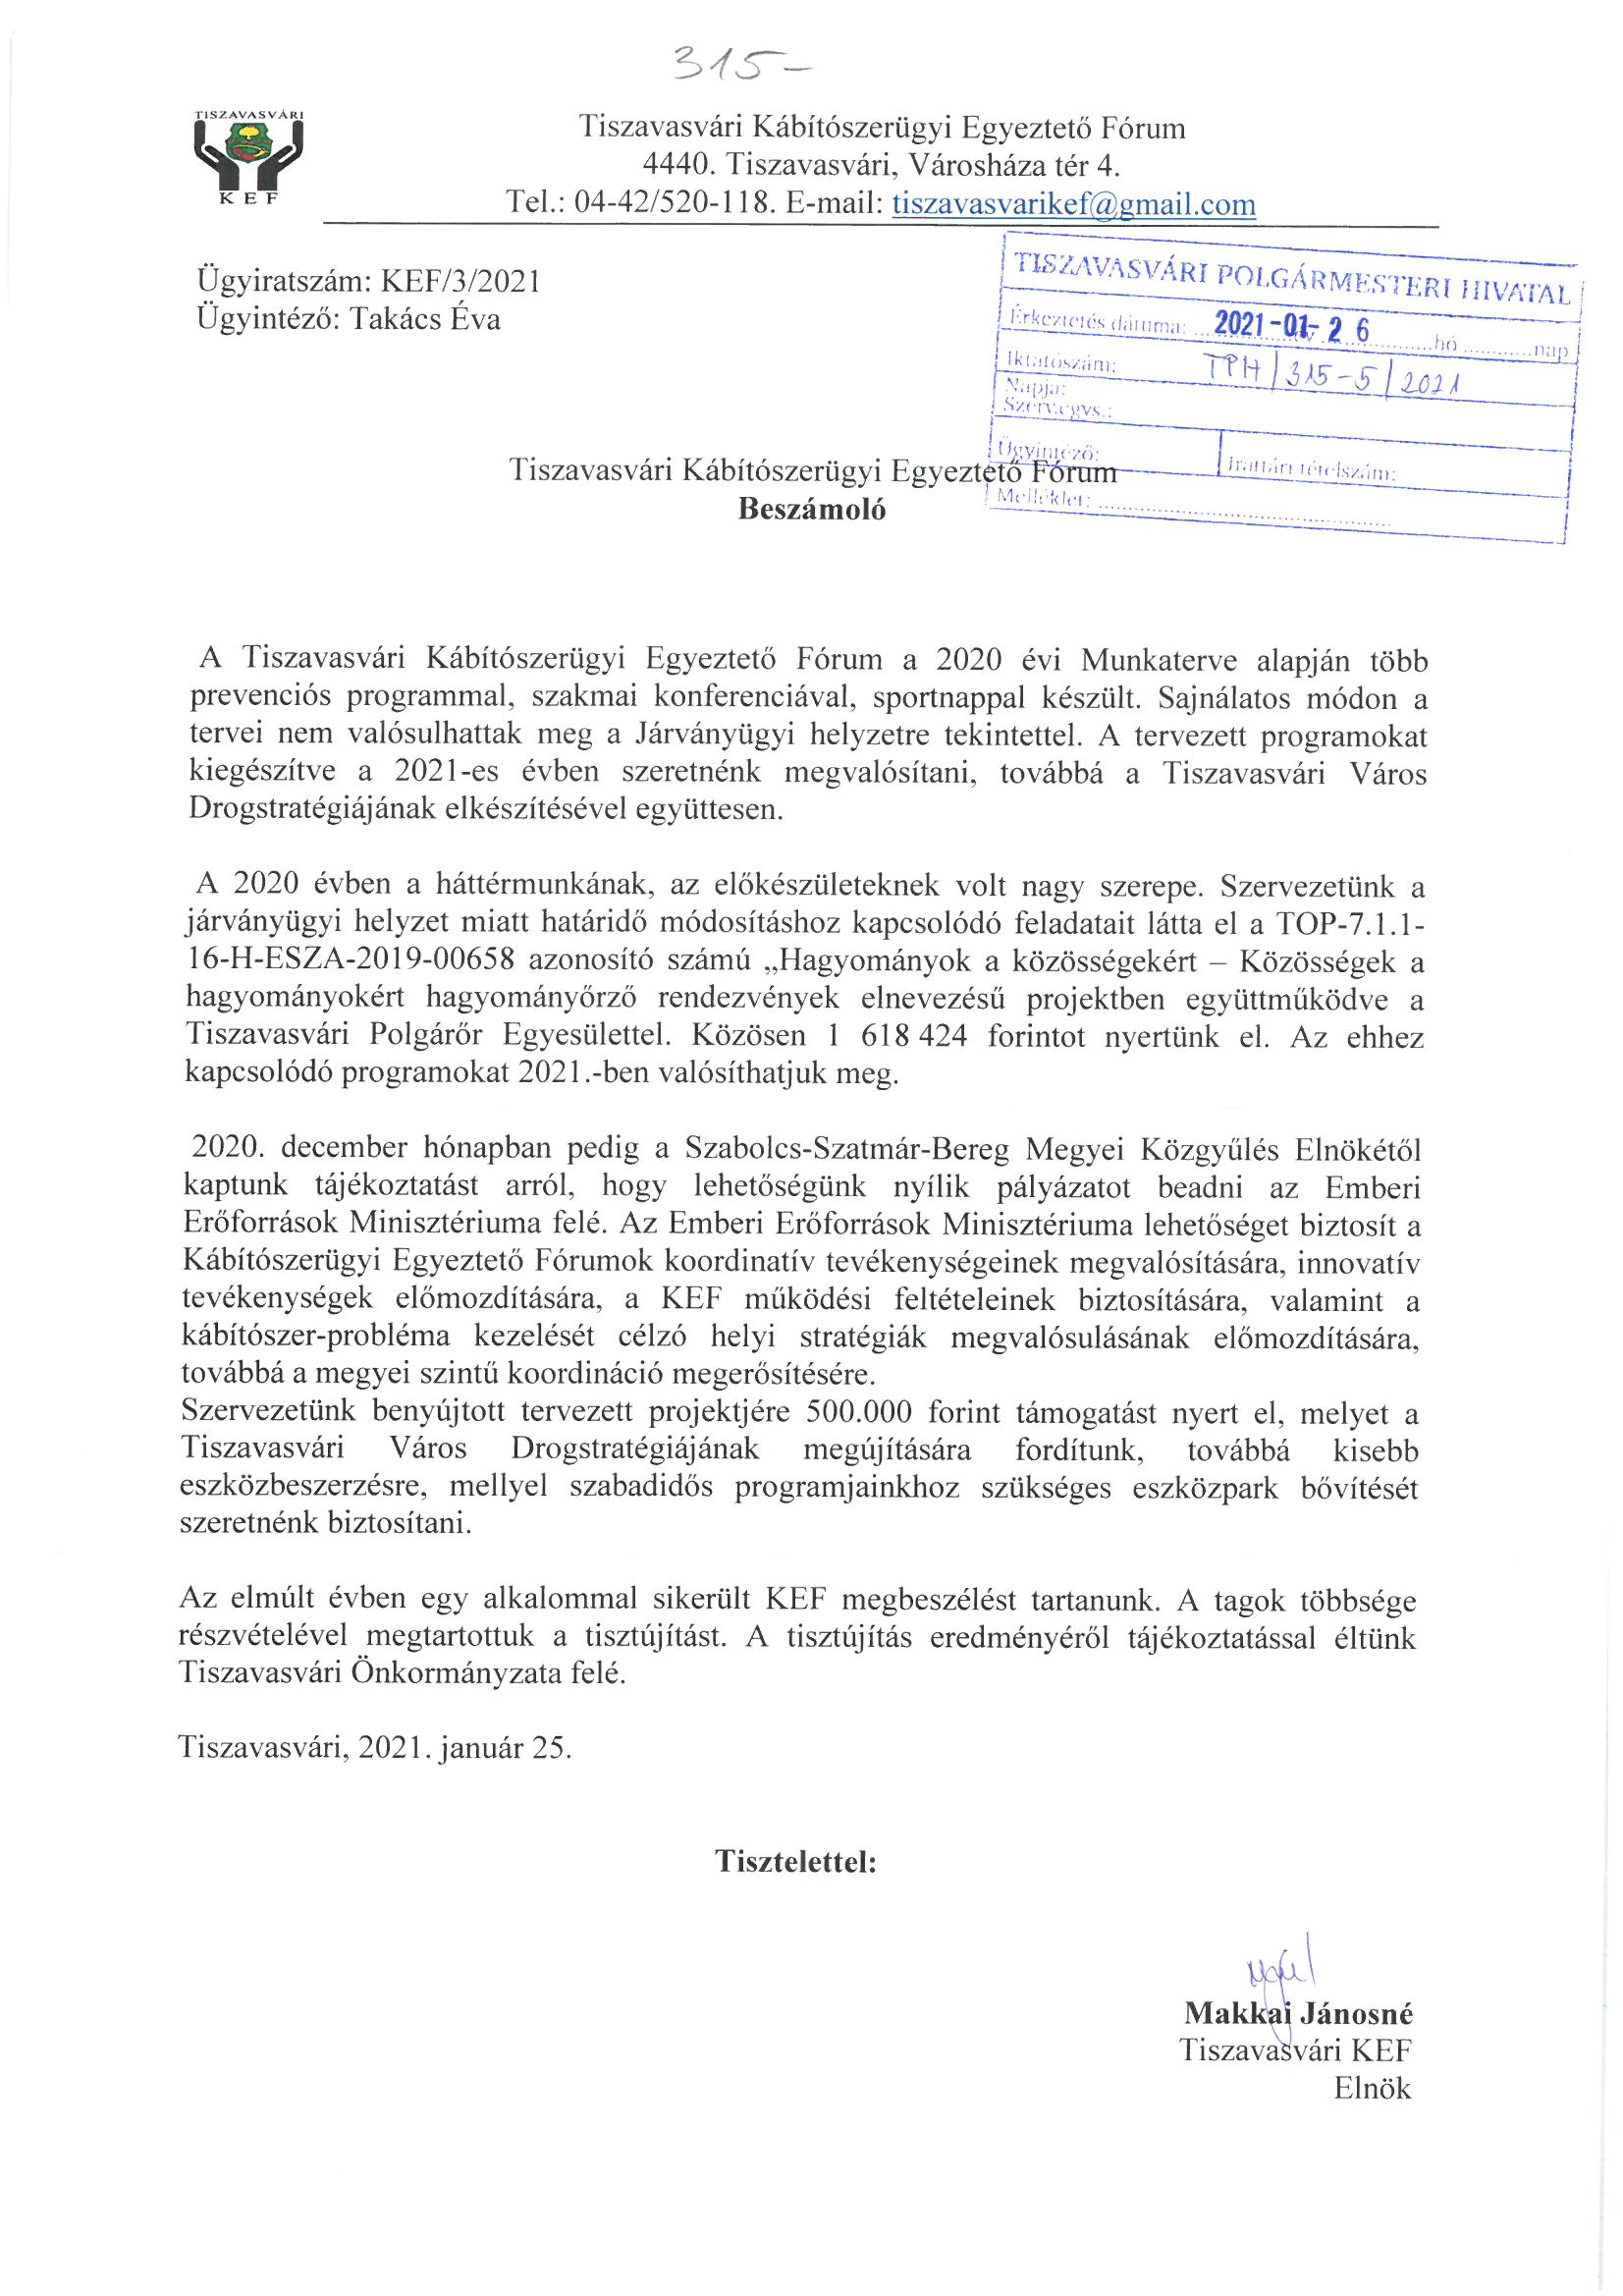 315-
TISZAVASVÁRI
KEF
Tiszavasvári Kábítószerügyi Egyeztető Fórum
4440. Tiszavasvári, Városháza tér 4.
Tel.: 04-42/520-118. E-mail: tiszavasvarikef@gmail.com
Ügyiratszám: KEF/3/2021
Ügyintéző: Takács Éva
TISZAVASVÁRI POLGÁRMESTERI HIVATAL
Érkeztetés dátuma: 2021-01-26 hó nap
Iktatószám: TPH/315-5/2021
Napja:
Szerv.egys.:
Ügyintéző: Irattári tételszám:
Melléklet:
Tiszavasvári Kábítószerügyi Egyeztető Fórum
Beszámoló
A Tiszavasvári Kábítószerügyi Egyeztető Fórum a 2020 évi Munkaterve alapján több
prevenciós programmal, szakmai konferenciával, sportnappal készült. Sajnálatos módon a
tervei nem valósulhattak meg a Járványügyi helyzetre tekintettel. A tervezett programokat
kiegészítve a 2021-es évben szeretnénk megvalósítani, továbbá a Tiszavasvári Város
Drogstratégiájának elkészítésével együttesen.
A 2020 évben a háttérmunkának, az előkészületeknek volt nagy szerepe. Szervezetünk a
járványügyi helyzet miatt határidő módosításhoz kapcsolódó feladatait látta el a TOP-7.1.1-
16-H-ESZA-2019-00658 azonosító számú „Hagyományok a közösségekért – Közösségek a
hagyományokért hagyományőrző rendezvények elnevezésű projektben együttműködve a
Tiszavasvári Polgárőr Egyesülettel. Közösen 1 618 424 forintot nyertünk el. Az ehhez
kapcsolódó programokat 2021.-ben valósíthatjuk meg.
2020. december hónapban pedig a Szabolcs-Szatmár-Bereg Megyei Közgyűlés Elnökétől
kaptunk tájékoztatást arról, hogy lehetőségünk nyílik pályázatot beadni az Emberi
Erőforrások Minisztériuma felé. Az Emberi Erőforrások Minisztériuma lehetőséget biztosít a
Kábítószerügyi Egyeztető Fórumok koordinatív tevékenységeinek megvalósítására, innovatív
tevékenységek előmozdítására, a KEF működési feltételeinek biztosítására, valamint a
kábítószer-probléma kezelését célzó helyi stratégiák megvalósulásának előmozdítására,
továbbá a megyei szintű koordináció megerősítésére.
Szervezetünk benyújtott tervezett projektjére 500.000 forint támogatást nyert el, melyet a
Tiszavasvári Város Drogstratégiájának megújítására fordítunk, továbbá kisebb
eszközbeszerzésre, mellyel szabadidős programjainkhoz szükséges eszközpark bővítését
szeretnénk biztosítani.
Az elmúlt évben egy alkalommal sikerült KEF megbeszélést tartanunk. A tagok többsége
részvételével megtartottuk a tisztújítást. A tisztújítás eredményéről tájékoztatással éltünk
Tiszavasvári Önkormányzata felé.
Tiszavasvári, 2021. január 25.
Tisztelettel:
Makkai Jánosné
Tiszavasvári KEF
Elnök